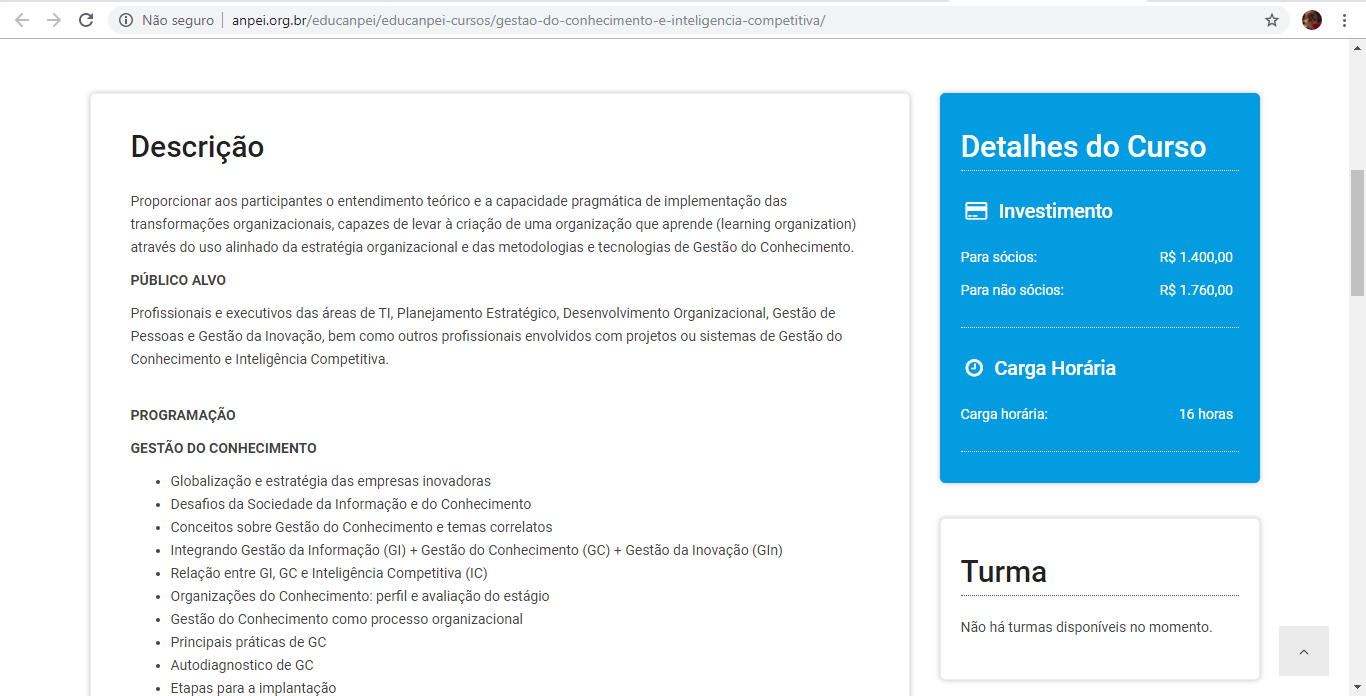 Não seguro | anpei.org.br/educanpei/educanpei-cursos/gestao-do-conhecimento-e-inteligencia-competitiva/
Descrição
Proporcionar aos participantes o entendimento teórico e a capacidade pragmática de implementação das
transformações organizacionais, capazes de levar à criação de uma organização que aprende (learning organization)
através do uso alinhado da estratégia organizacional e das metodologias e tecnologias de Gestão do Conhecimento.
PÚBLICO ALVO
Profissionais e executivos das áreas de TI, Planejamento Estratégico, Desenvolvimento Organizacional, Gestão de
Pessoas e Gestão da Inovação, bem como outros profissionais envolvidos com projetos ou sistemas de Gestão do
Conhecimento e Inteligência Competitiva.
PROGRAMAÇÃO
GESTÃO DO CONHECIMENTO
• Globalização e estratégia das empresas inovadoras
• Desafios da Sociedade da Informação e do Conhecimento
• Conceitos sobre Gestão do Conhecimento e temas correlatos
• Integrando Gestão da Informação (GI) + Gestão do Conhecimento (GC) + Gestão da Inovação (GIn)
• Relação entre GI, GC e Inteligência Competitiva (IC)
• Organizações do Conhecimento: perfil e avaliação do estágio
• Gestão do Conhecimento como processo organizacional
• Principais práticas de GC
• Autodiagnostico de GC
• Etapas para a implantação
Detalhes do Curso
Investimento
Para sócios: R$ 1.400,00
Para não sócios: R$ 1.760,00
Carga Horária
Carga horária: 16 horas
Turma
Não há turmas disponíveis no momento.